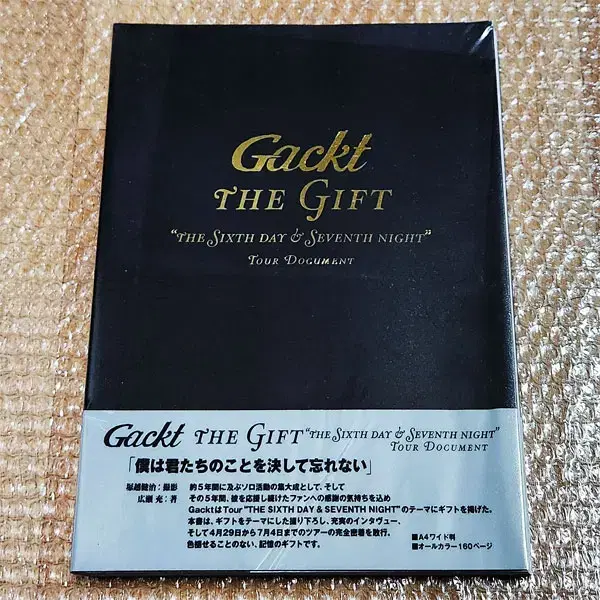 Gackt
THE GIFT
"THE SIXTH DAY & SEVENTH NIGHT"
TOUR DOCUMENT
Gackt THE GIFT "THE SIXTH DAY & SEVENTH NIGHT"
TOUR DOCUMENT
「僕は君たちのことを決して忘れない」
堀越健治:撮影
広瀬 充:著
約5年間に及ぶソロ活動の集大成として、そして
その5年間、彼を応援し続けたファンへの感謝の気持ちを込め
GacktはTour "THE SIXTH DAY & SEVENTH NIGHT"のテーマにギフトを掲げた。
本書は、ギフトをテーマにした撮り下ろし、充実のインタヴュー、
そして4月29日から7月4日までのツアーの完全密着を敢行。
色褪せることのない、記憶のギフトです。
■A4ワイド判
■オールカラー160ページ